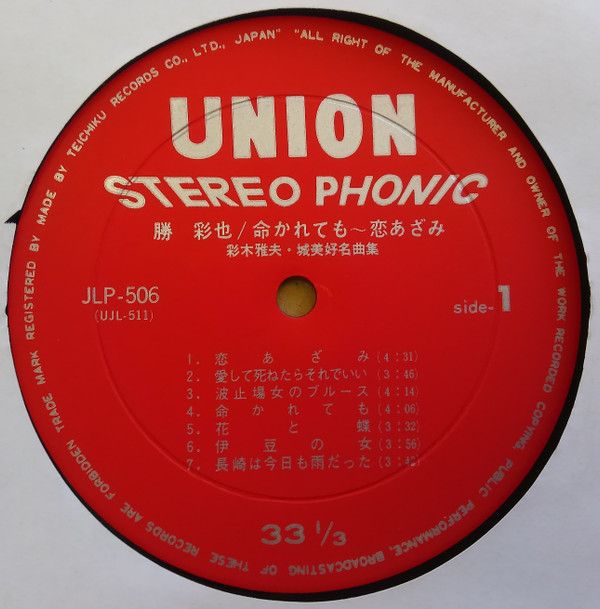 MADE BY TEICHIKU RECORDS CO., LTD., JAPAN" "ALL RIGHT OF THE MANUFACTURER AND OWNER OF THE WORK RECORDED COPYING, PUBLIC PERFORMANCE, BROADCASTING OF THESE RECORDS ARE FORBIDDEN TRADE MARK REGISTERED BY
UNION
STEREO PHONIC
勝 彩也/命かれても～恋あざみ
彩木雅夫・城美好名曲集
JLP-506
(UJL-511)
side-1
1. 恋あざみ (4:31)
2. 愛して死ねたらそれでいい (3:46)
3. 波止場女のブルース (4:14)
4. 命かれても (4:06)
5. 花と蝶 (3:32)
6. 伊豆の女 (3:56)
7. 長崎は今日も雨だった (3:42)
33 1/3